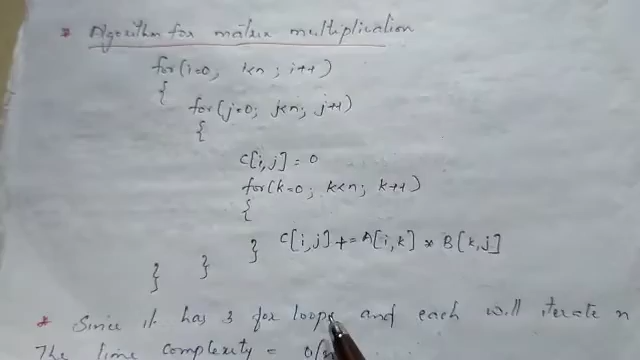 * Algorithm for matrix multiplication
for(i=0; i<n; i++)
{
for(j=0; j<n; j++)
{
C[i,j] = 0
for(k=0; k<n; k++)
{
C[i,j] += A[i,k] * B[k,j]
}
}
}
* Since it has 3 for loops and each will iterate n
The time complexity =